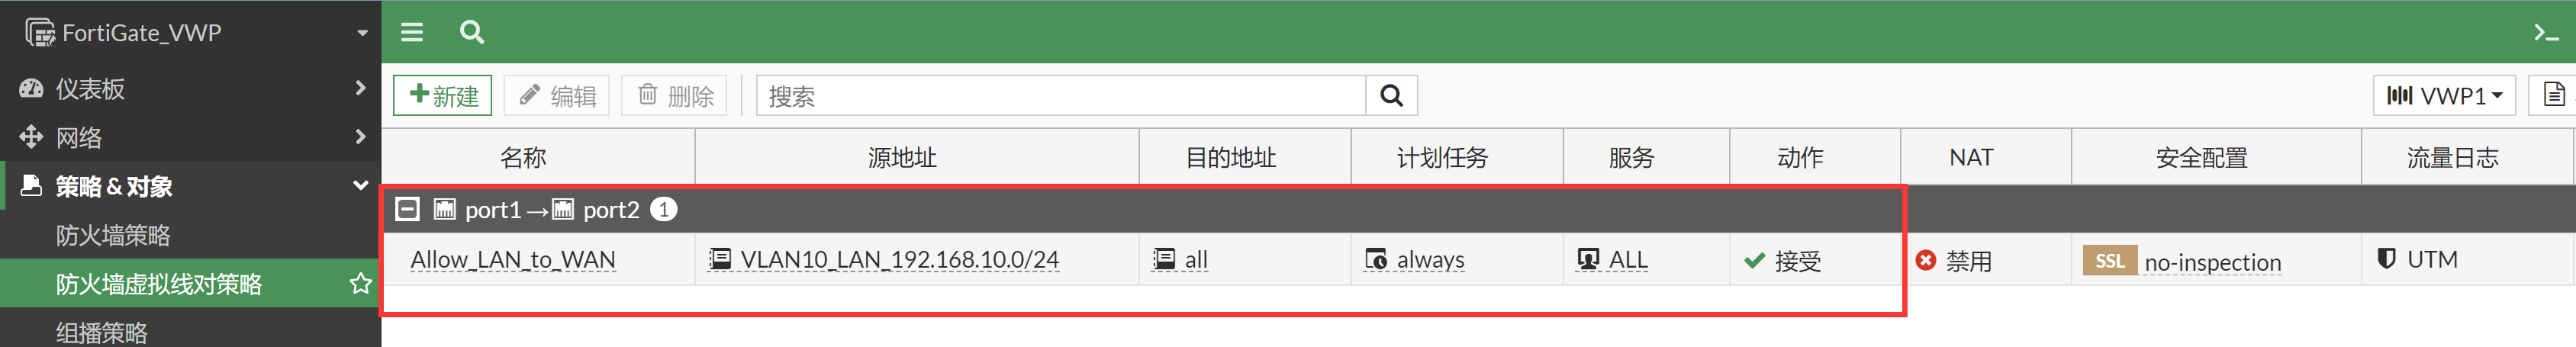 FortiGate_VWP
仪表板
网络
策略 & 对象
防火墙策略
防火墙虚拟线对策略
组播策略
新建 编辑 删除 搜索 VWP1
名称 源地址 目的地址 计划任务 服务 动作 NAT 安全配置 流量日志
port1→port2 1
Allow_LAN_to_WAN VLAN10_LAN_192.168.10.0/24 all always ALL 接受 禁用 SSL no-inspection UTM